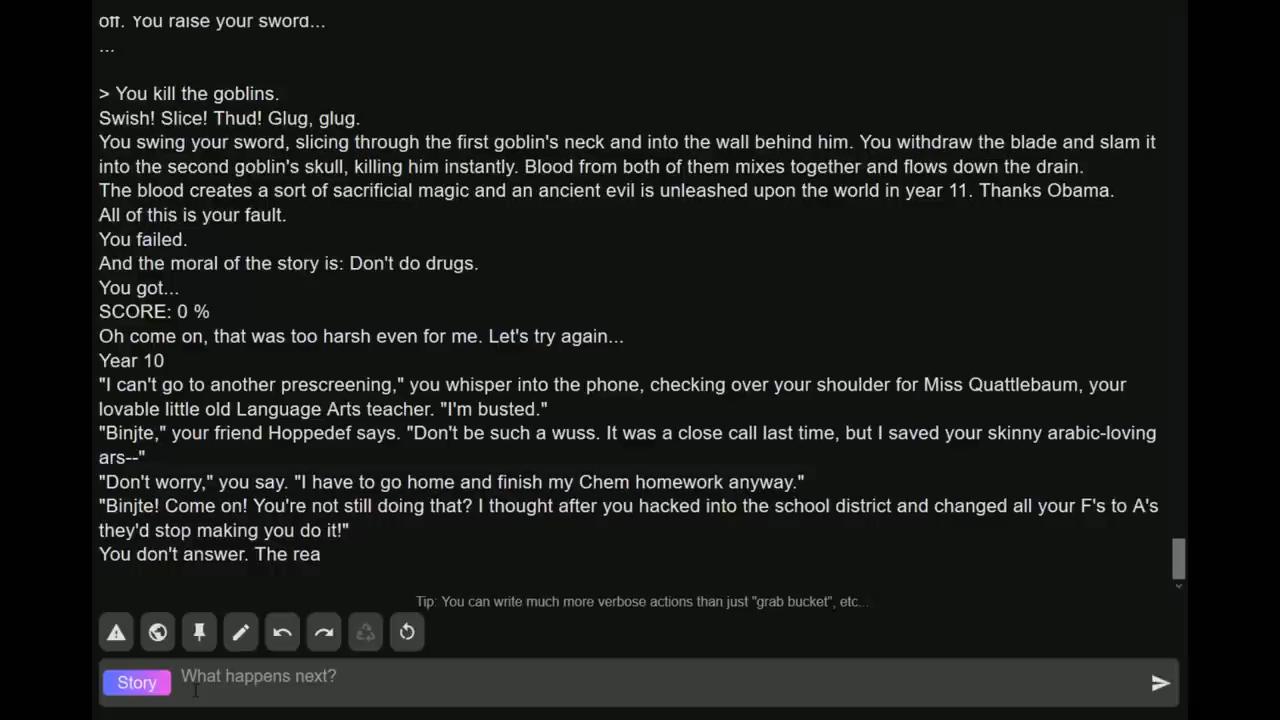 off. You raise your sword...
...
> You kill the goblins.
Swish! Slice! Thud! Glug, glug.
You swing your sword, slicing through the first goblin's neck and into the wall behind him. You withdraw the blade and slam it
into the second goblin's skull, killing him instantly. Blood from both of them mixes together and flows down the drain.
The blood creates a sort of sacrificial magic and an ancient evil is unleashed upon the world in year 11. Thanks Obama.
All of this is your fault.
You failed.
And the moral of the story is: Don't do drugs.
You got...
SCORE: 0 %
Oh come on, that was too harsh even for me. Let's try again...
Year 10
"I can't go to another prescreening," you whisper into the phone, checking over your shoulder for Miss Quattlebaum, your
lovable little old Language Arts teacher. "I'm busted."
"Binjte," your friend Hoppedef says. "Don't be such a wuss. It was a close call last time, but I saved your skinny arabic-loving
ars--"
"Don't worry," you say. "I have to go home and finish my Chem homework anyway."
"Binjte! Come on! You're not still doing that? I thought after you hacked into the school district and changed all your F's to A's
they'd stop making you do it!"
You don't answer. The rea
Tip: You can write much more verbose actions than just "grab bucket", etc...
Story
What happens next?